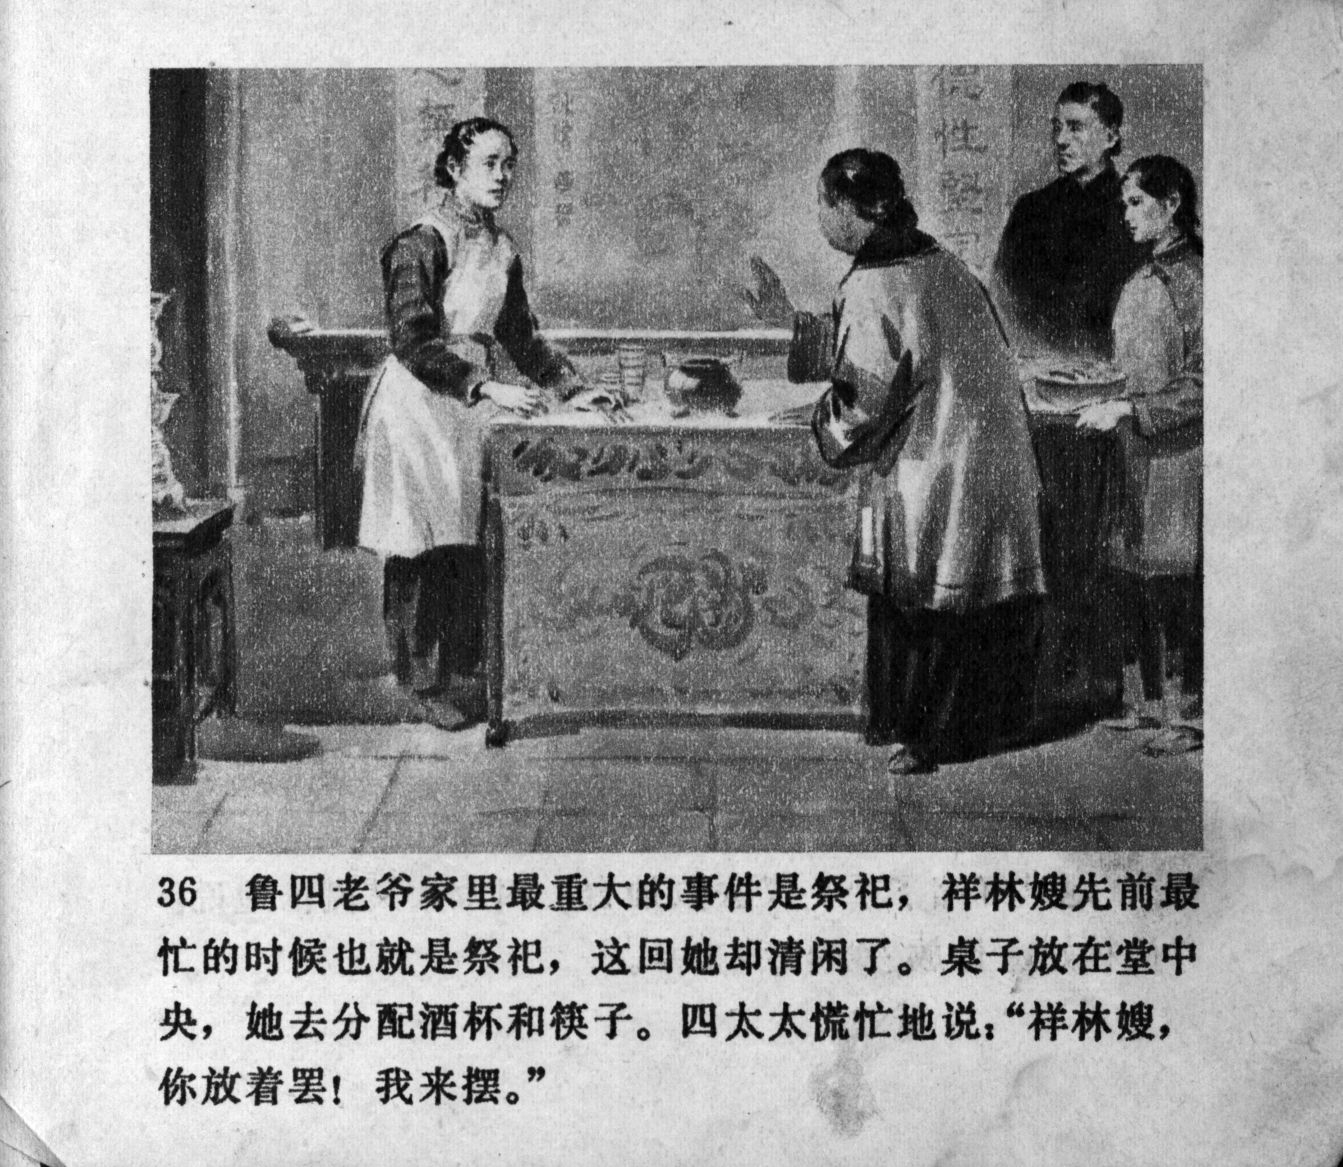 德性坚
36 鲁四老爷家里最重大的事件是祭祀，祥林嫂先前最
忙的时候也就是祭祀，这回她却清闲了。桌子放在堂中
央，她去分配酒杯和筷子。四太太慌忙地说：“祥林嫂，
你放着罢！我来摆。”